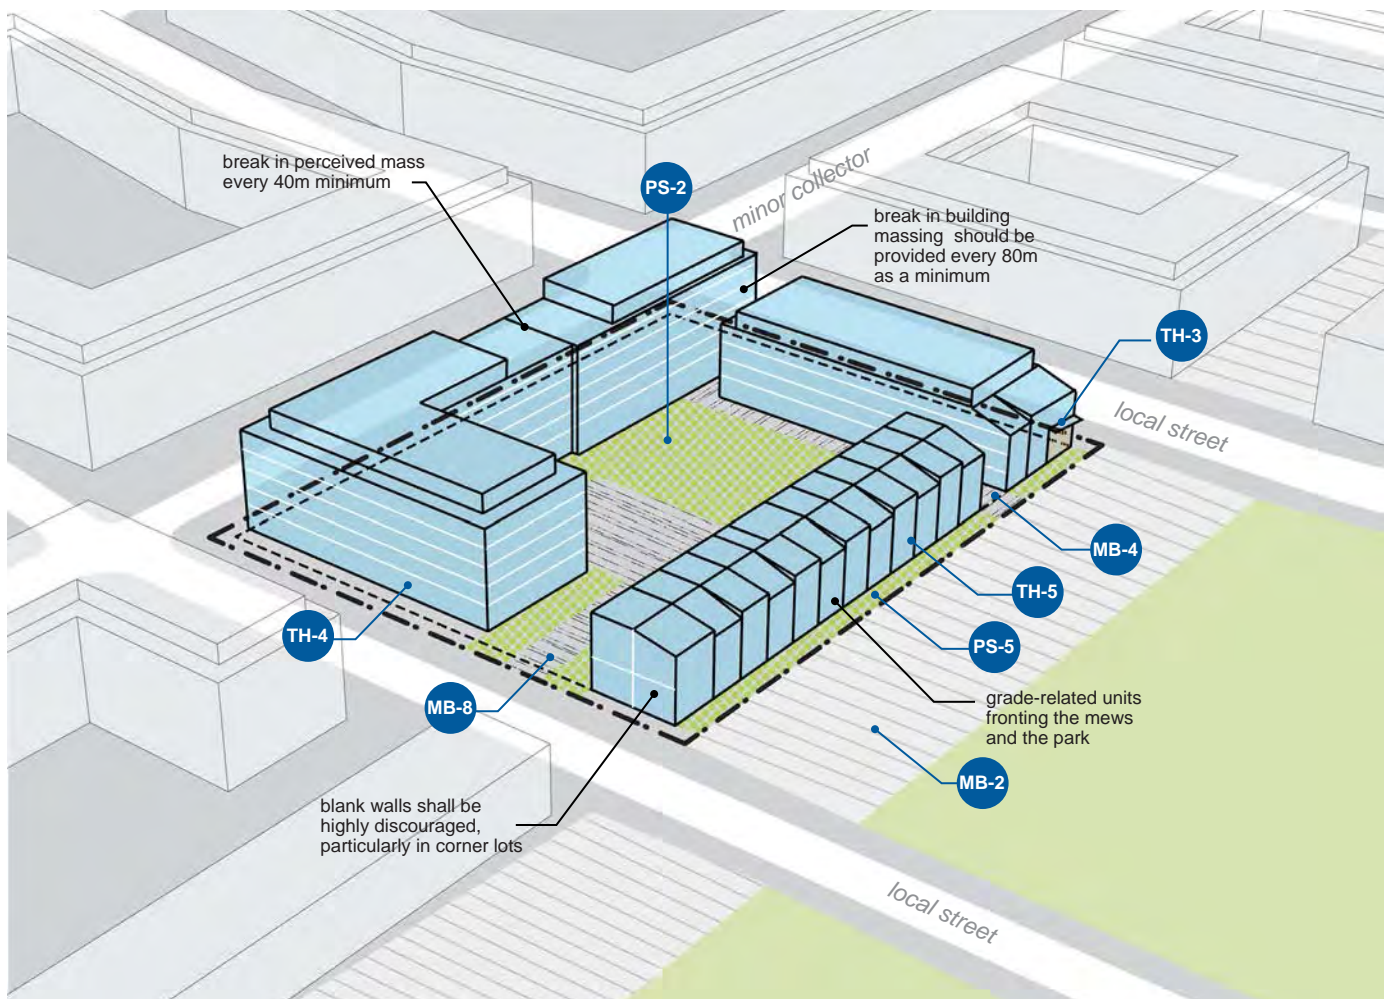 break in perceived mass
every 40m minimum
PS-2
minor collector
break in building
massing should be
provided every 80m
as a minimum
TH-3
local street
MB-4
TH-5
TH-4
PS-5
MB-8
grade-related units
fronting the mews
and the park
MB-2
blank walls shall be
highly discouraged,
particularly in corner lots
local street